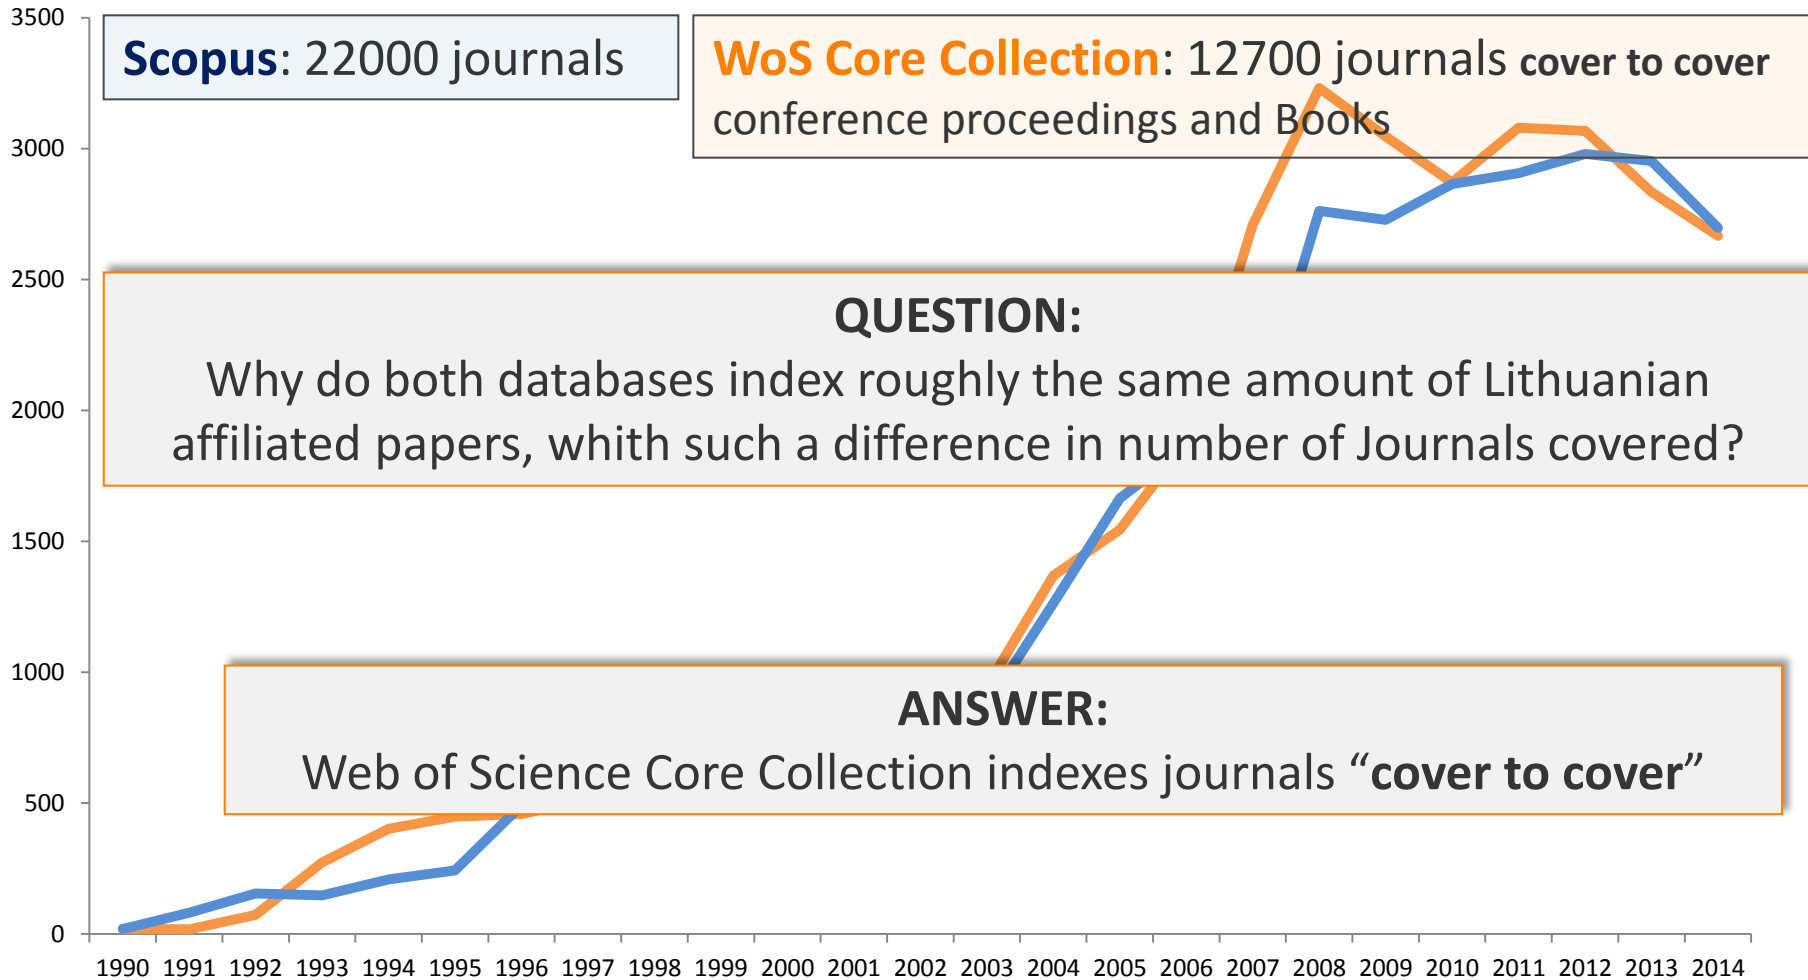 3500
Scopus: 22000 journals
WoS Core Collection: 12700 journals cover to cover
conference proceedings and Books
3000
2500
QUESTION:
Why do both databases index roughly the same amount of Lithuanian
affiliated papers, whith such a difference in number of Journals covered?
2000
1500
1000
ANSWER:
Web of Science Core Collection indexes journals “cover to cover”
500
0
1990 1991 1992 1993 1994 1995 1996 1997 1998 1999 2000 2001 2002 2003 2004 2005 2006 2007 2008 2009 2010 2011 2012 2013 2014